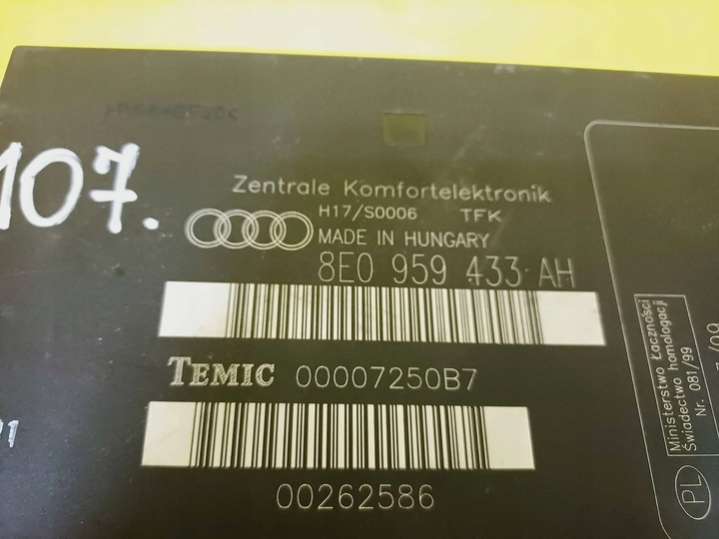 107.
Zentrale Komfortelektronik
H17/S0006 TFK
MADE IN HUNGARY
8E0 959 433 AH
TEMIC 00007250B7
00262586
Ministerstwo Łączności
Świadectwo homologacji
Nr. 081/99
PL